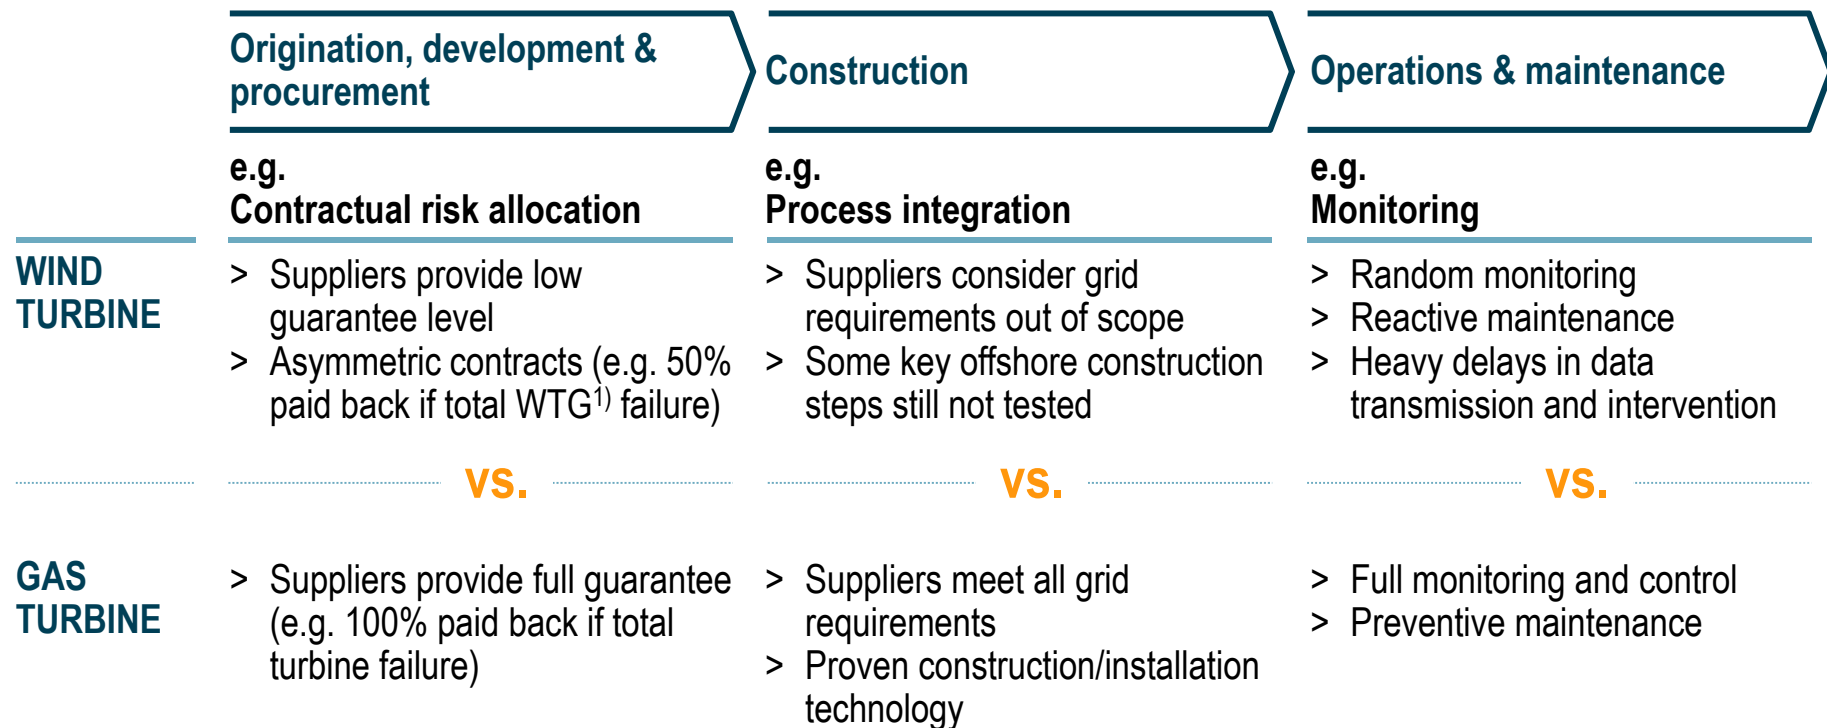 Origination, development &
procurement
Construction
Operations & maintenance
e.g.
Contractual risk allocation
e.g.
Process integration
e.g.
Monitoring
WIND
TURBINE
> Suppliers provide low
guarantee level
> Asymmetric contracts (e.g. 50%
paid back if total WTG1) failure)
> Suppliers consider grid
requirements out of scope
> Some key offshore construction
steps still not tested
> Random monitoring
> Reactive maintenance
> Heavy delays in data
transmission and intervention
vs.
vs.
vs.
GAS
TURBINE
> Suppliers provide full guarantee
(e.g. 100% paid back if total
turbine failure)
> Suppliers meet all grid
requirements
> Proven construction/installation
technology
> Full monitoring and control
> Preventive maintenance